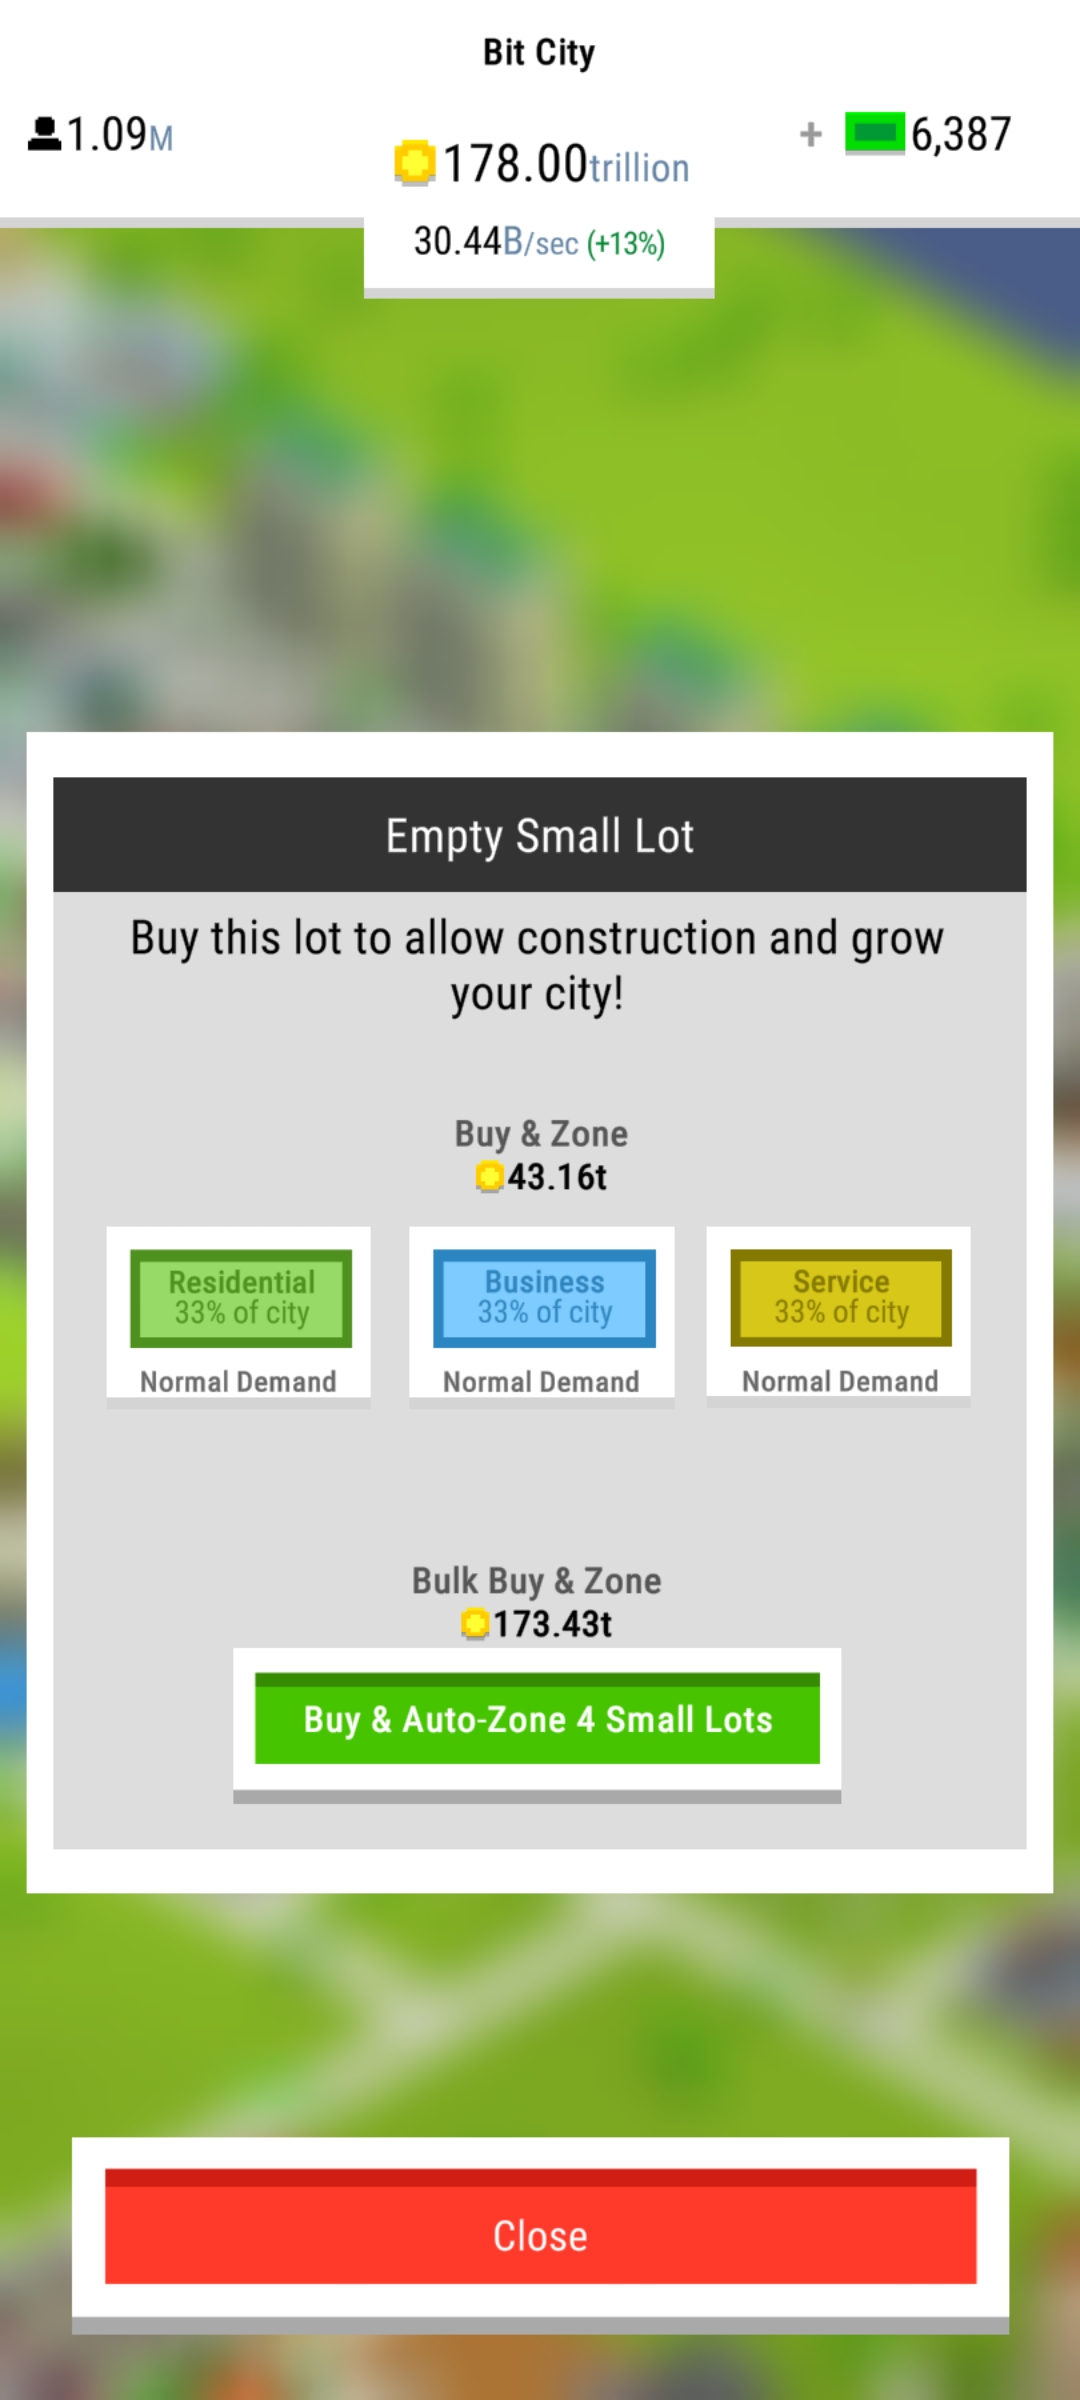 Bit City
1.09M
178.00trillion
+ 6,387
30.44B/sec (+13%)
Empty Small Lot
Buy this lot to allow construction and grow
your city!
Buy & Zone
43.16t
Residential
33% of city
Normal Demand
Business
33% of city
Normal Demand
Service
33% of city
Normal Demand
Bulk Buy & Zone
173.43t
Buy & Auto-Zone 4 Small Lots
Close